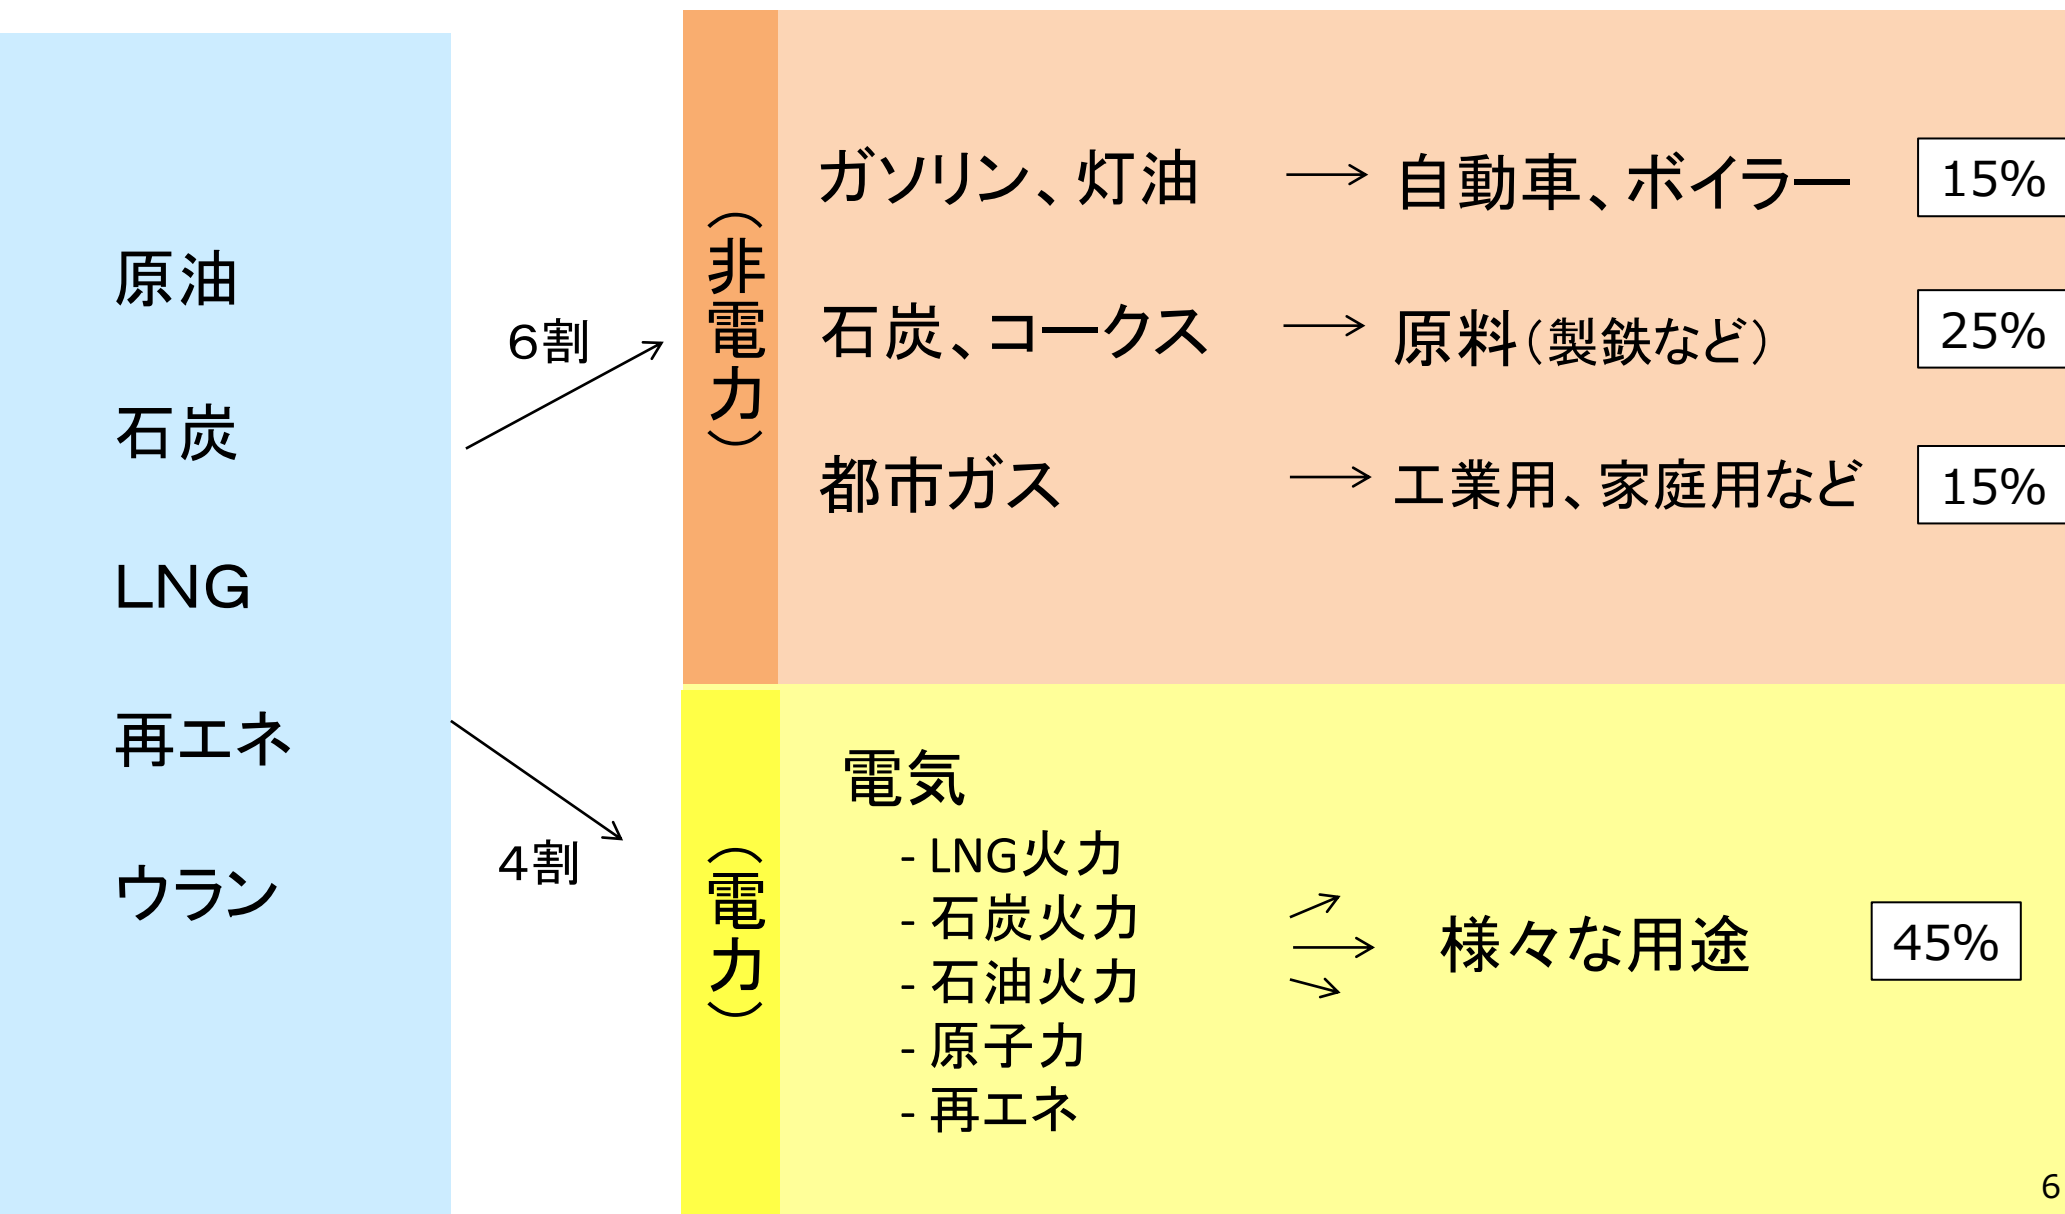 原油
石炭
LNG
再エネ
ウラン
6割
4割
（非電力）
ガソリン、灯油 → 自動車、ボイラー 15%
石炭、コークス → 原料（製鉄など） 25%
都市ガス → 工業用、家庭用など 15%
（電力）
電気
- LNG火力
- 石炭火力
- 石油火力
- 原子力
- 再エネ
様々な用途 45%
6